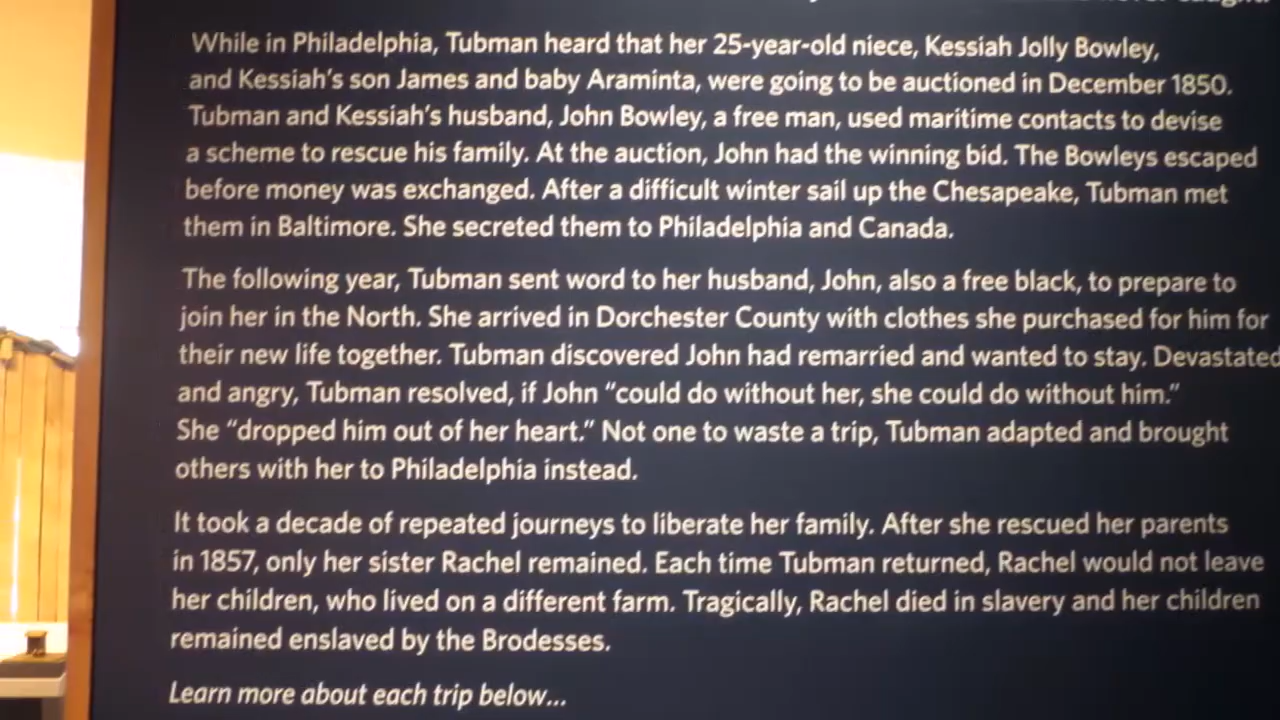 While in Philadelphia, Tubman heard that her 25-year-old niece, Kessiah Jolly Bowley,
and Kessiah's son James and baby Araminta, were going to be auctioned in December 1850.
Tubman and Kessiah's husband, John Bowley, a free man, used maritime contacts to devise
a scheme to rescue his family. At the auction, John had the winning bid. The Bowleys escaped
before money was exchanged. After a difficult winter sail up the Chesapeake, Tubman met
them in Baltimore. She secreted them to Philadelphia and Canada.
The following year, Tubman sent word to her husband, John, also a free black, to prepare to
join her in the North. She arrived in Dorchester County with clothes she purchased for him for
their new life together. Tubman discovered John had remarried and wanted to stay. Devastated
and angry, Tubman resolved, if John “could do without her, she could do without him.”
She “dropped him out of her heart.” Not one to waste a trip, Tubman adapted and brought
others with her to Philadelphia instead.
It took a decade of repeated journeys to liberate her family. After she rescued her parents
in 1857, only her sister Rachel remained. Each time Tubman returned, Rachel would not leave
her children, who lived on a different farm. Tragically, Rachel died in slavery and her children
remained enslaved by the Brodesses.
Learn more about each trip below...